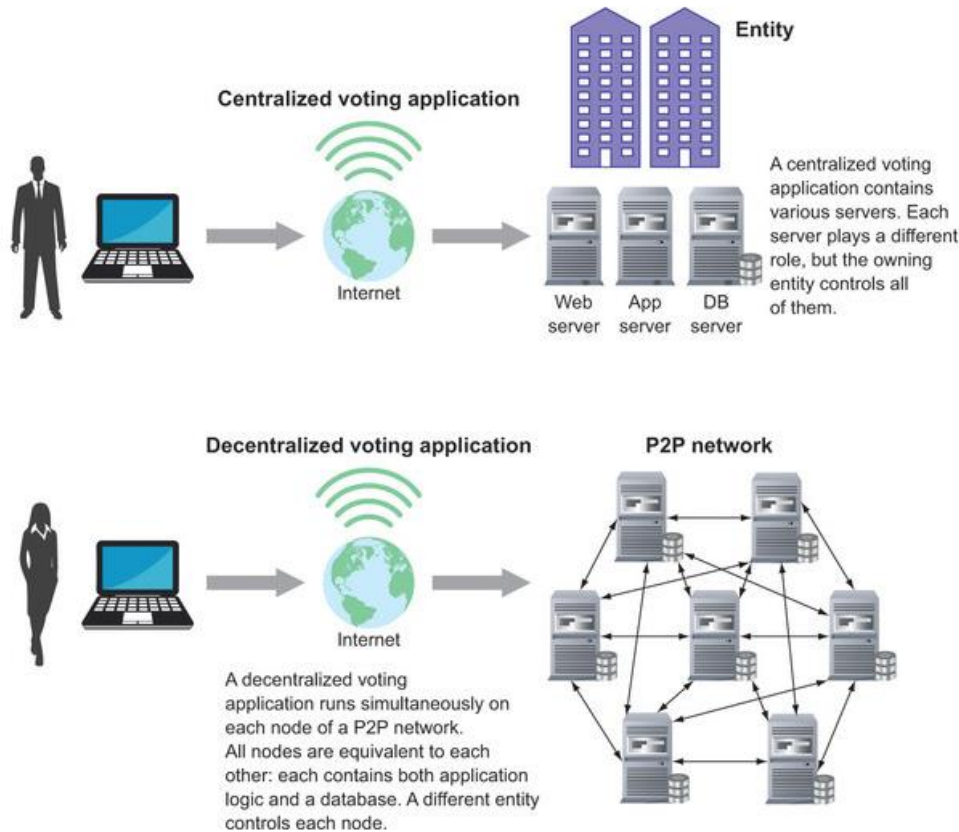 Entity
Centralized voting application
A centralized voting
application contains
various servers. Each
server plays a different
role, but the owning
entity controls all
of them.
Internet
Web
server
App
server
DB
server
Decentralized voting application
P2P network
Internet
A decentralized voting
application runs simultaneously on
each node of a P2P network.
All nodes are equivalent to each
other: each contains both application
logic and a database. A different entity
controls each node.